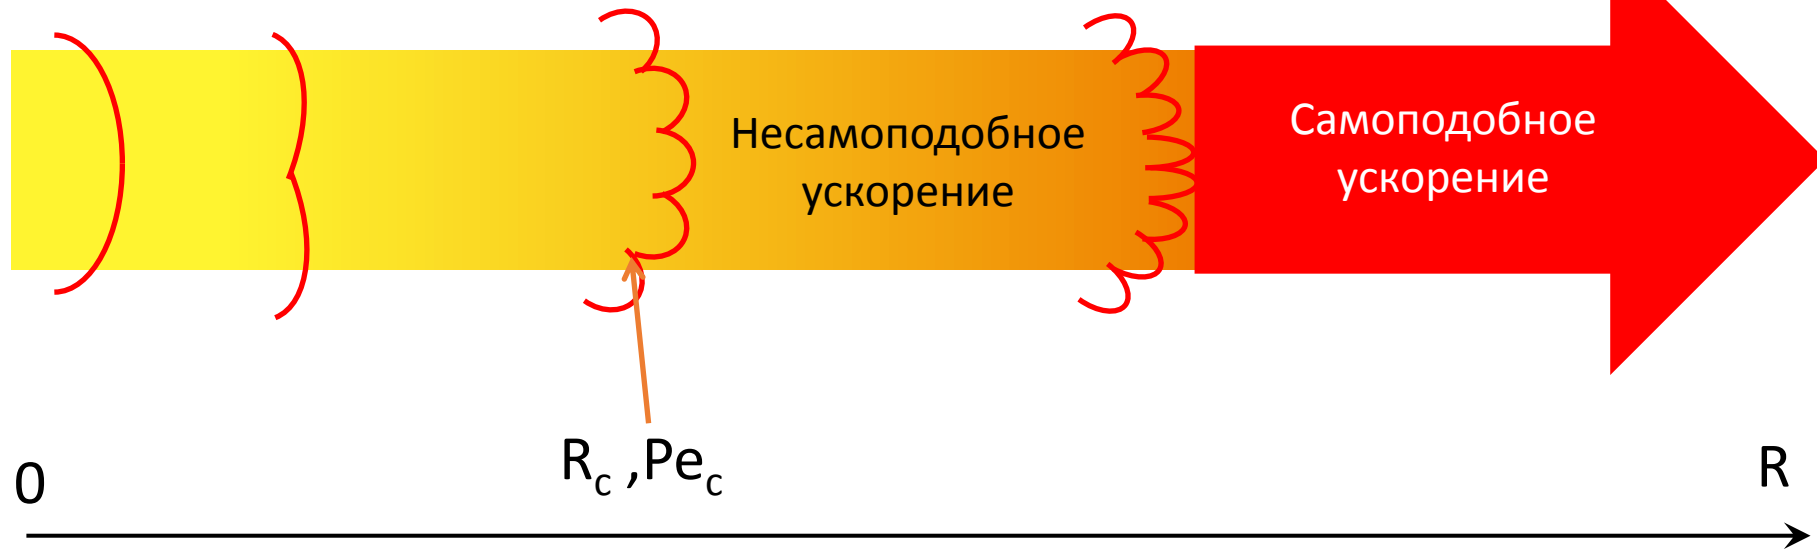 Несамоподобное
ускорение
Самоподобное
ускорение
Rc ,Pec
0
R